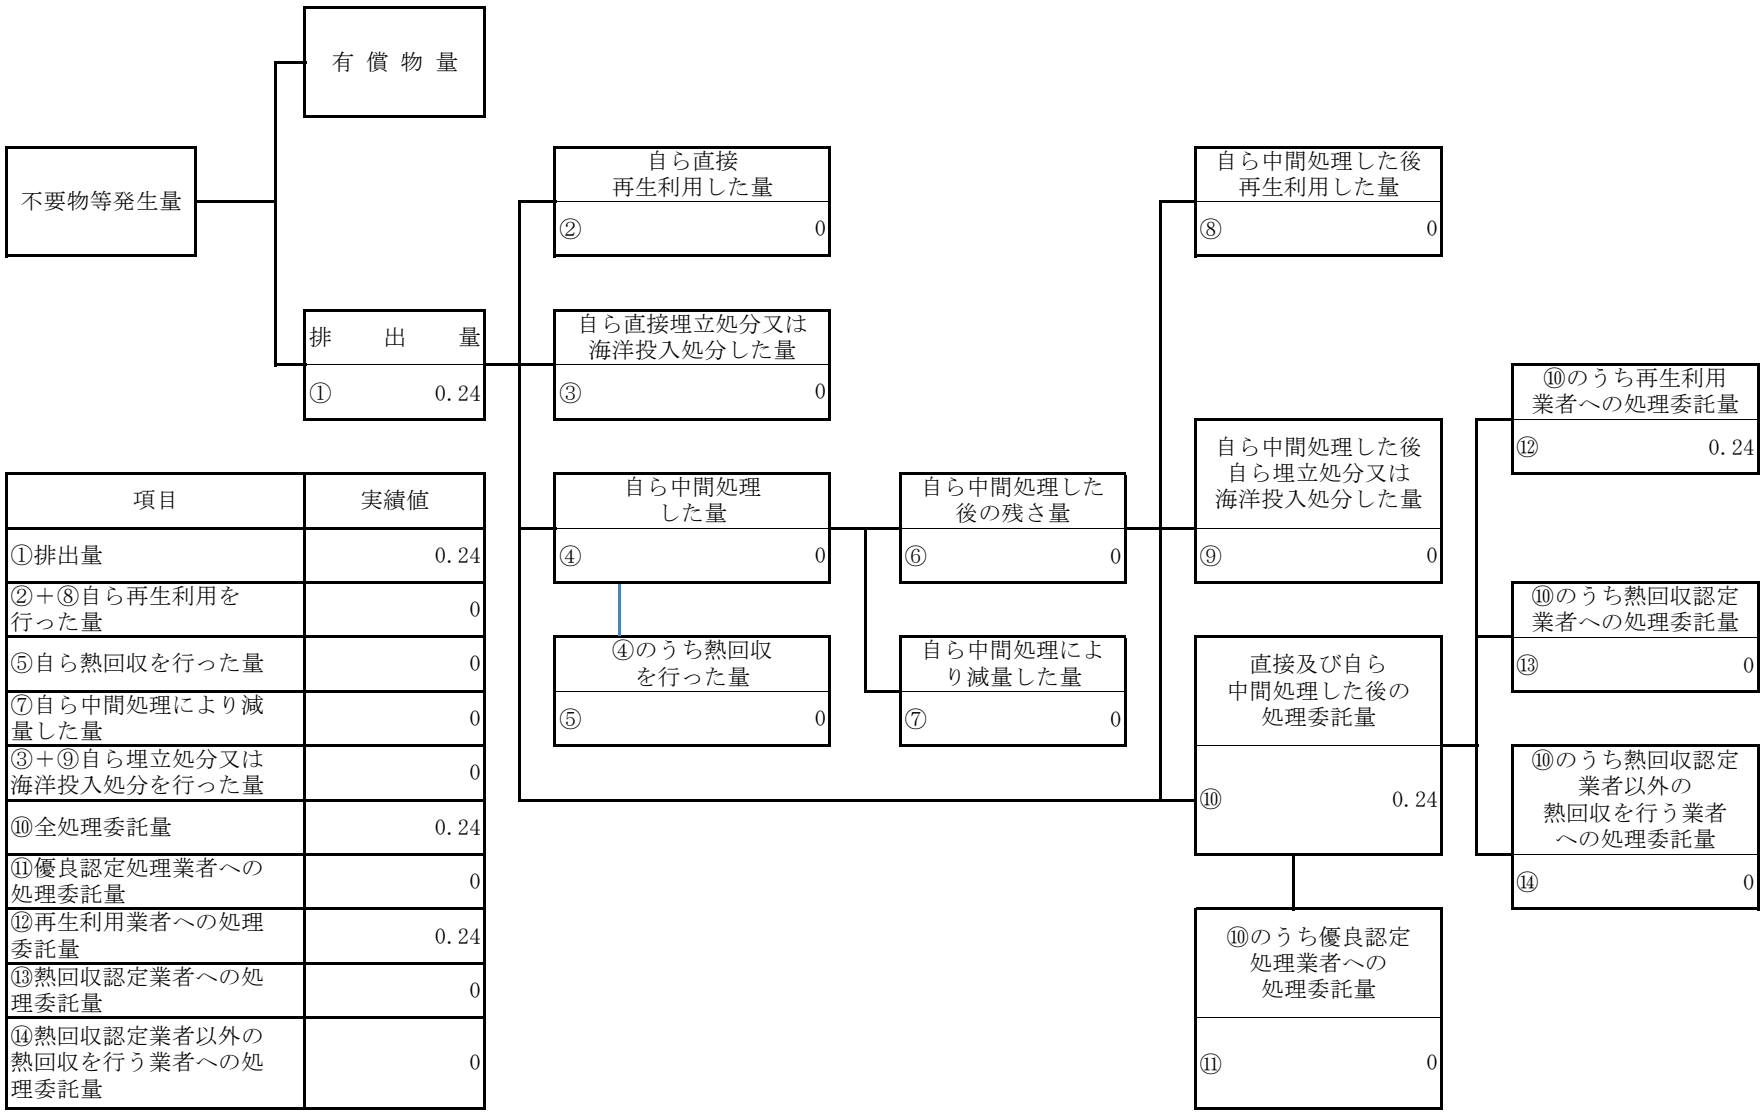 有 償 物 量
不要物等発生量
排 出 量
① 0.24
自ら直接
再生利用した量
② 0
自ら直接埋立処分又は
海洋投入処分した量
③ 0
自ら中間処理
した量
④ 0
④のうち熱回収
を行った量
⑤ 0
自ら中間処理した
後の残さ量
⑥ 0
自ら中間処理によ
り減量した量
⑦ 0
自ら中間処理した後
再生利用した量
⑧ 0
自ら中間処理した後
自ら埋立処分又は
海洋投入処分した量
⑨ 0
直接及び自ら
中間処理した後の
処理委託量
⑩ 0.24
⑩のうち優良認定
処理業者への
処理委託量
⑪ 0
⑩のうち再生利用
業者への処理委託量
⑫ 0.24
⑩のうち熱回収認定
業者への処理委託量
⑬ 0
⑩のうち熱回収認定
業者以外の
熱回収を行う業者
への処理委託量
⑭ 0
項目 実績値
①排出量 0.24
②＋⑧自ら再生利用を
行った量 0
⑤自ら熱回収を行った量 0
⑦自ら中間処理により減
量した量 0
③＋⑨自ら埋立処分又は
海洋投入処分を行った量 0
⑩全処理委託量 0.24
⑪優良認定処理業者への
処理委託量 0
⑫再生利用業者への処理
委託量 0.24
⑬熱回収認定業者への処
理委託量 0
⑭熱回収認定業者以外の
熱回収を行う業者への処
理委託量 0